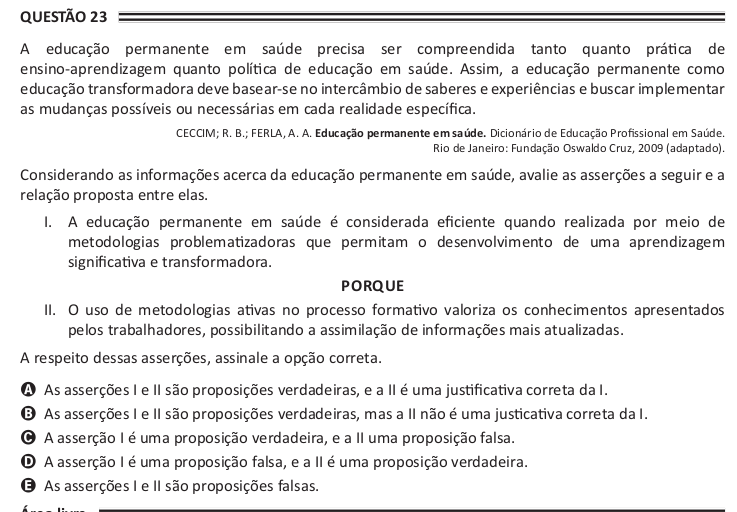 QUESTÃO 23
A educação permanente em saúde precisa ser compreendida tanto quanto prática de
ensino-aprendizagem quanto política de educação em saúde. Assim, a educação permanente como
educação transformadora deve basear-se no intercâmbio de saberes e experiências e buscar implementar
as mudanças possíveis ou necessárias em cada realidade específica.
CECCIM; R. B.; FERLA, A. A. Educação permanente em saúde. Dicionário de Educação Profissional em Saúde.
Rio de Janeiro: Fundação Oswaldo Cruz, 2009 (adaptado).
Considerando as informações acerca da educação permanente em saúde, avalie as asserções a seguir e a
relação proposta entre elas.
I. A educação permanente em saúde é considerada eficiente quando realizada por meio de
metodologias problematizadoras que permitam o desenvolvimento de uma aprendizagem
significativa e transformadora.
PORQUE
II. O uso de metodologias ativas no processo formativo valoriza os conhecimentos apresentados
pelos trabalhadores, possibilitando a assimilação de informações mais atualizadas.
A respeito dessas asserções, assinale a opção correta.
A As asserções I e II são proposições verdadeiras, e a II é uma justificativa correta da I.
B As asserções I e II são proposições verdadeiras, mas a II não é uma justicativa correta da I.
C A asserção I é uma proposição verdadeira, e a II uma proposição falsa.
D A asserção I é uma proposição falsa, e a II é uma proposição verdadeira.
E As asserções I e II são proposições falsas.
Área livre